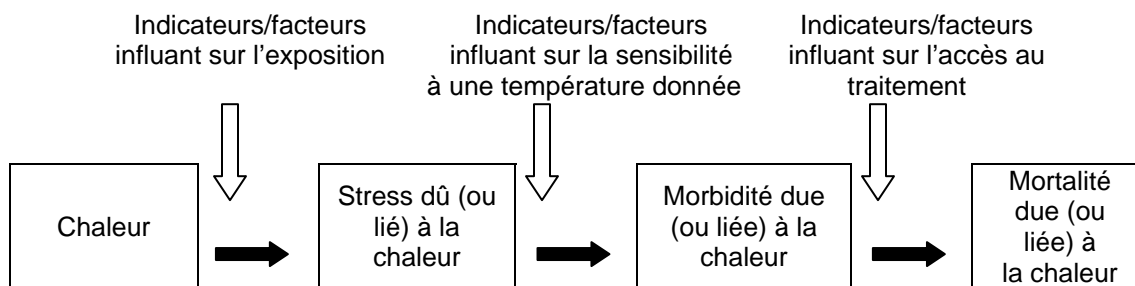 Indicateurs/facteurs
influant sur l'exposition
Indicateurs/facteurs
influant sur la sensibilité
à une température donnée
Indicateurs/facteurs
influant sur l'accès au
traitement
Chaleur
Stress dû (ou
lié) à la
chaleur
Morbidité due
(ou liée) à la
chaleur
Mortalité
due (ou
liée) à
la chaleur